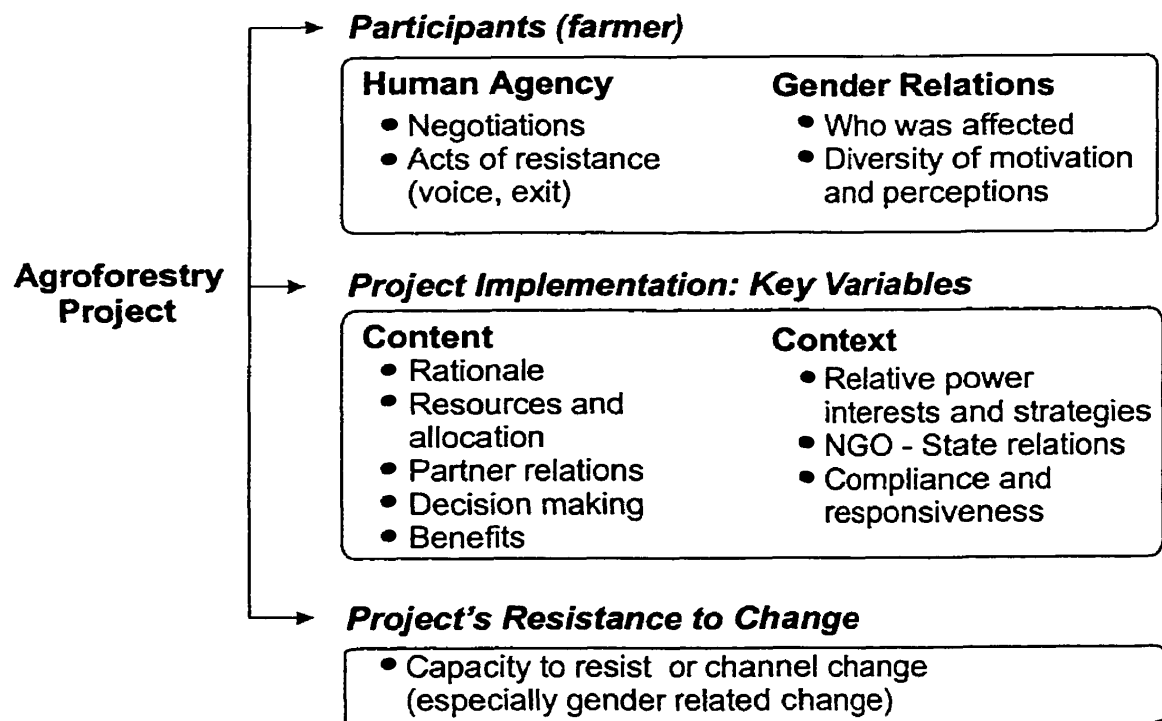 Participants (farmer)
Human Agency
• Negotiations
• Acts of resistance
(voice, exit)
Gender Relations
• Who was affected
• Diversity of motivation
and perceptions
Agroforestry
Project
Project Implementation: Key Variables
Content
• Rationale
• Resources and
allocation
• Partner relations
• Decision making
• Benefits
Context
• Relative power
interests and strategies
• NGO - State relations
• Compliance and
responsiveness
Project's Resistance to Change
• Capacity to resist or channel change
(especially gender related change)